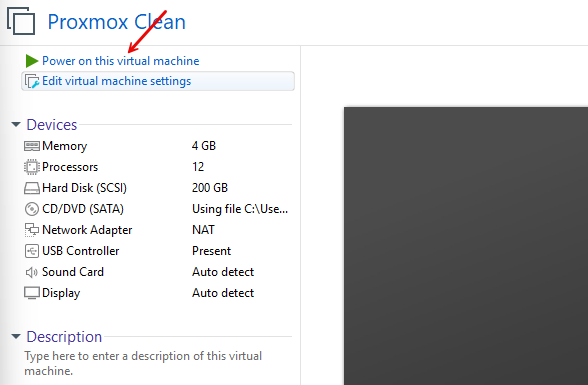 Proxmox Clean
Power on this virtual machine
Edit virtual machine settings
Devices
Memory 4 GB
Processors 12
Hard Disk (SCSI) 200 GB
CD/DVD (SATA) Using file C:\Use...
Network Adapter NAT
USB Controller Present
Sound Card Auto detect
Display Auto detect
Description
Type here to enter a description of this virtual
machine.